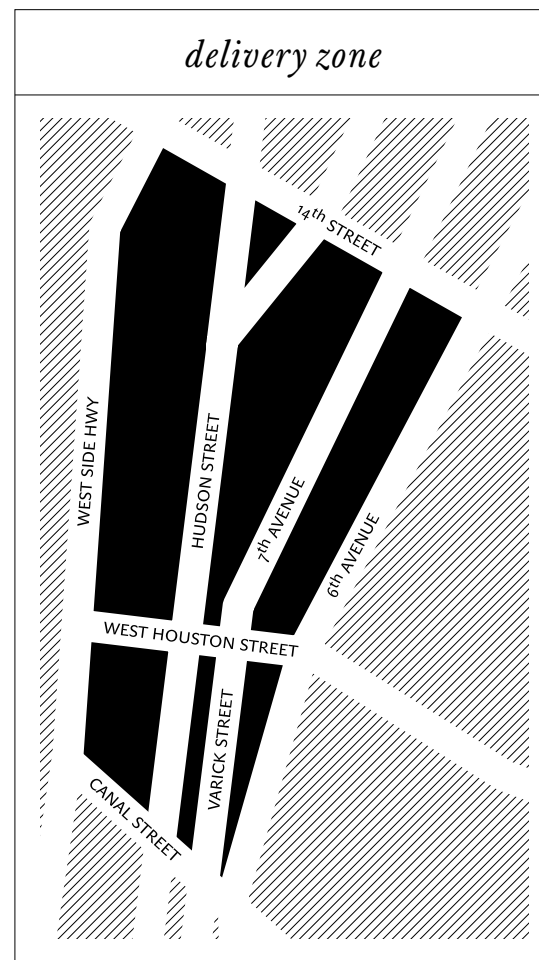 delivery zone
14th STREET
WEST SIDE HWY
HUDSON STREET
7th AVENUE
6th AVENUE
WEST HOUSTON STREET
VARICK STREET
CANAL STREET